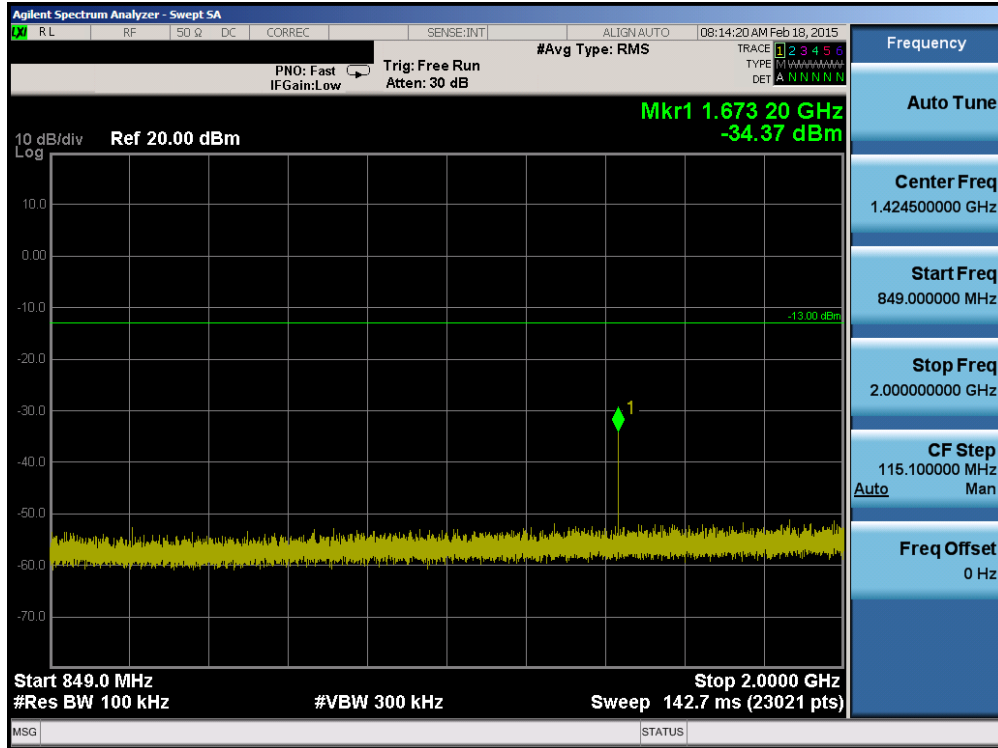 Agilent Spectrum Analyzer - Swept SA
LXI RL RF 50 Ω DC CORREC SENSE:INT ALIGN AUTO 08:14:20 AM Feb 18, 2015
#Avg Type: RMS TRACE 1 2 3 4 5 6
PNO: Fast Trig: Free Run TYPE M
IFGain:Low Atten: 30 dB DET A N N N N N
Mkr1 1.673 20 GHz
-34.37 dBm
10 dB/div Ref 20.00 dBm
Log
10.0
0.00
-10.0
-13.00 dBm
-20.0
-30.0
1
-40.0
-50.0
-60.0
-70.0
Start 849.0 MHz Stop 2.0000 GHz
#Res BW 100 kHz #VBW 300 kHz Sweep 142.7 ms (23021 pts)
MSG STATUS
Frequency
Auto Tune
Center Freq
1.424500000 GHz
Start Freq
849.000000 MHz
Stop Freq
2.000000000 GHz
CF Step
115.100000 MHz
Auto Man
Freq Offset
0 Hz